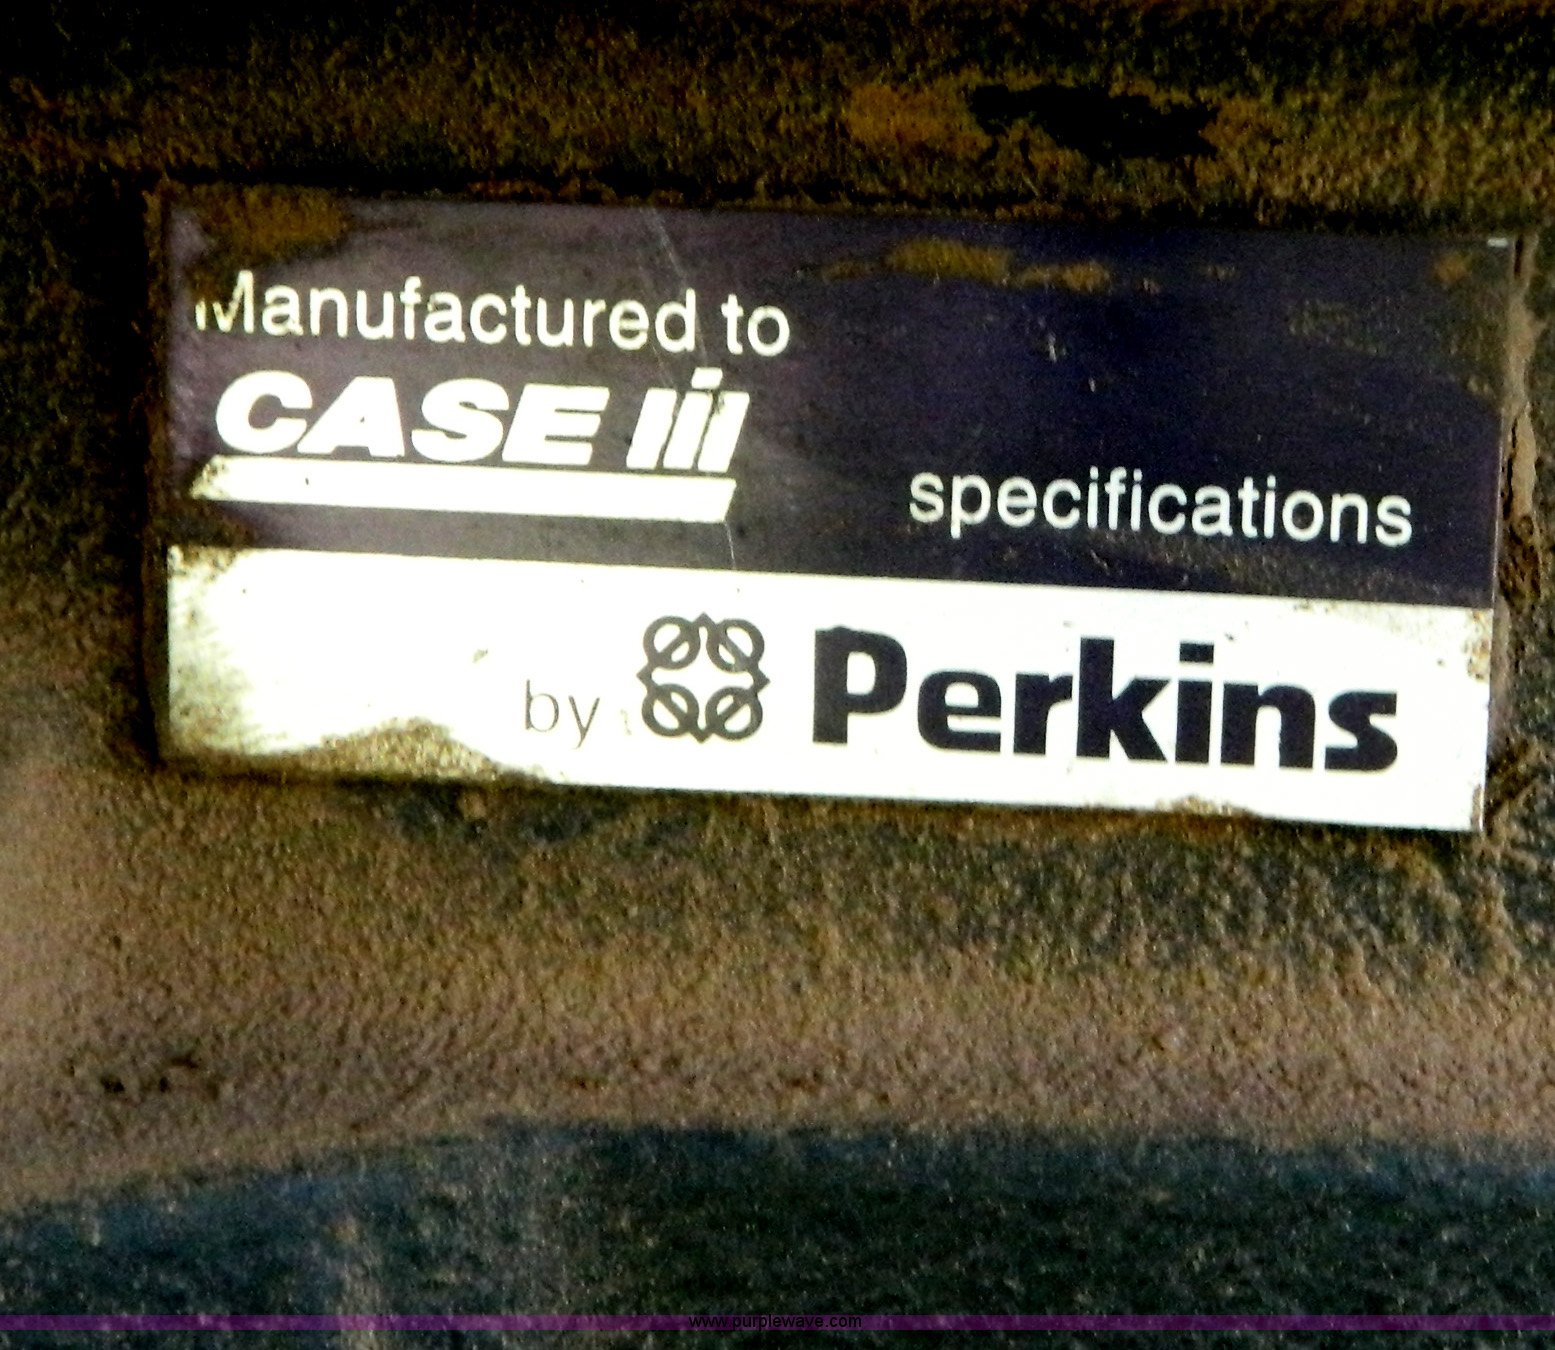 Manufactured to
CASE IH
specifications
by Perkins
www.purplewave.com